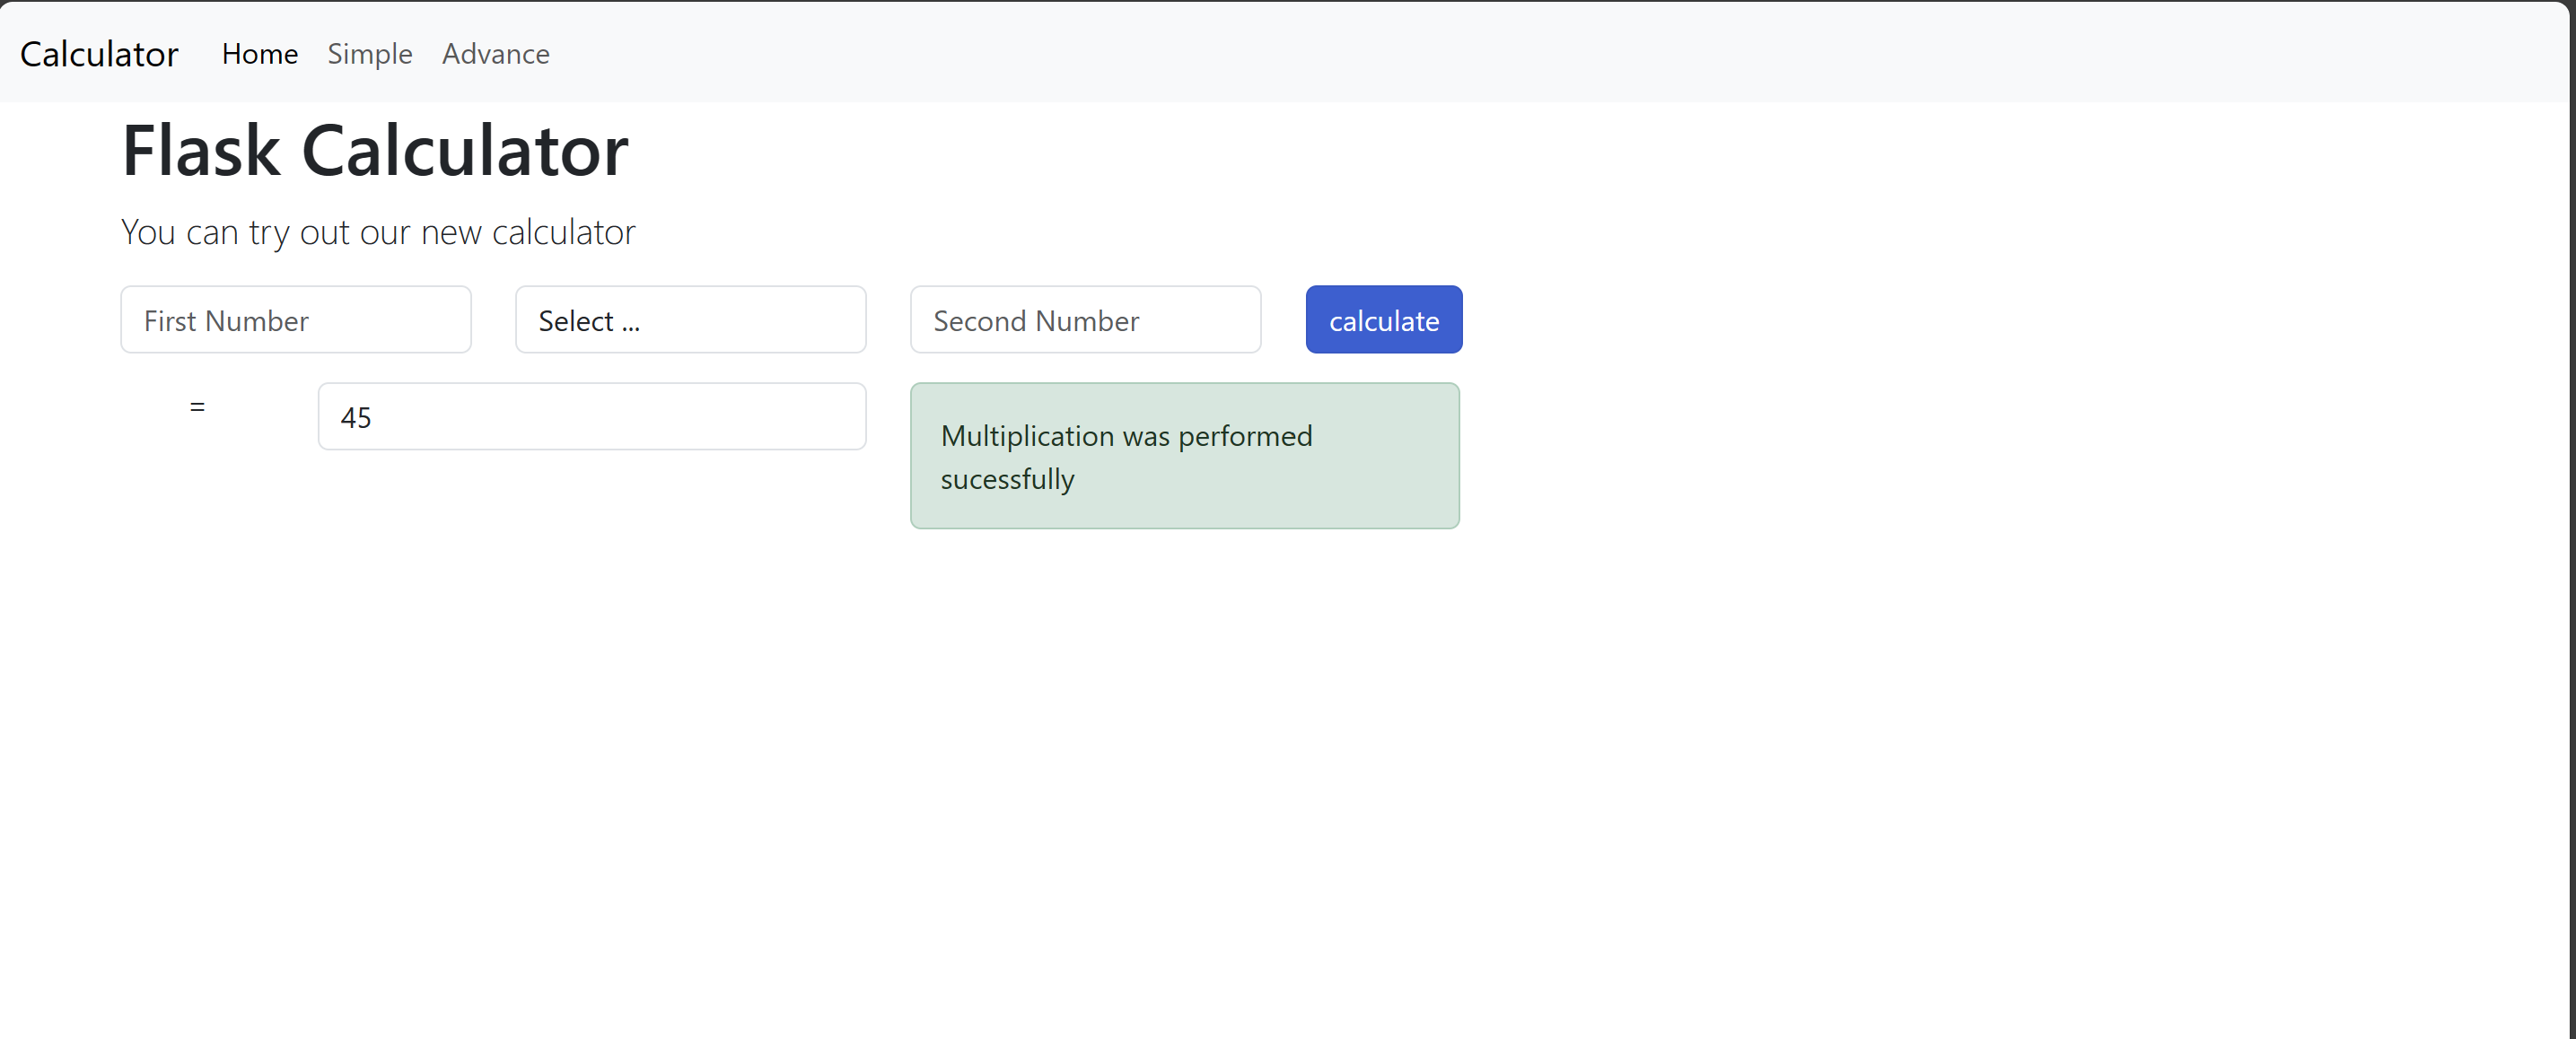 Calculator Home Simple Advance
Flask Calculator
You can try out our new calculator
First Number Select ... Second Number calculate
= 45 Multiplication was performed
sucessfully